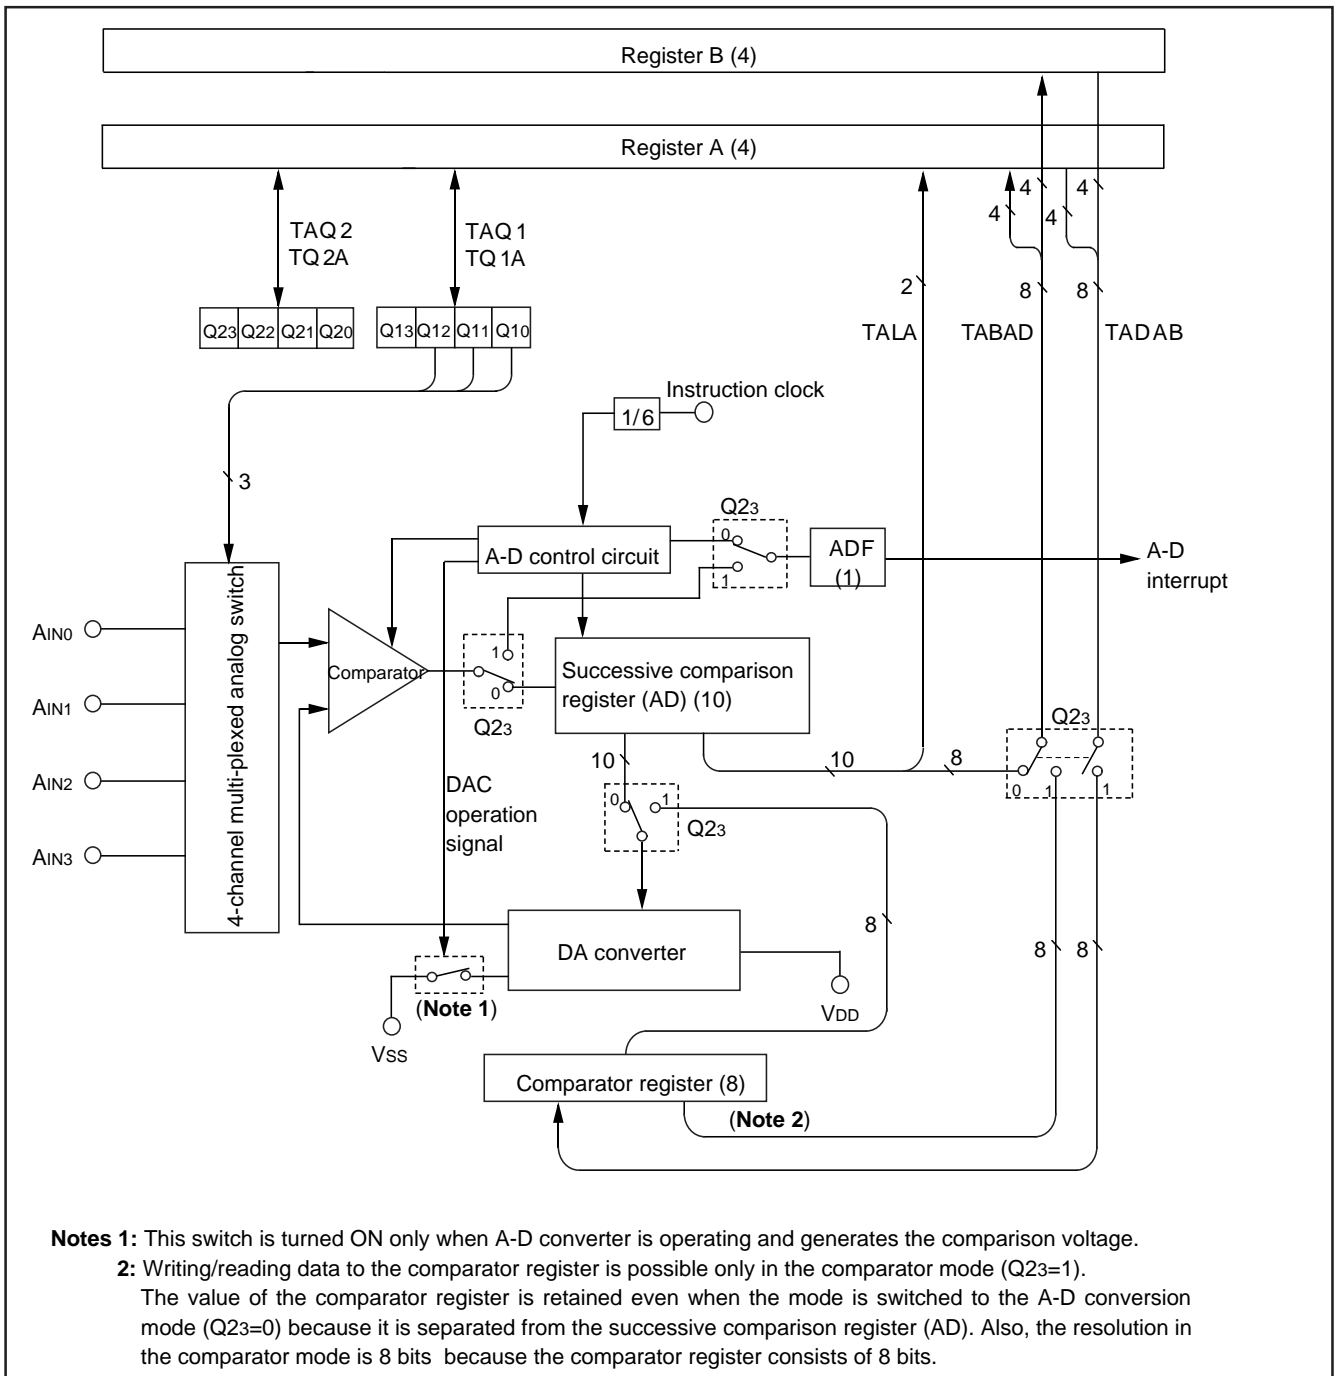 Register B (4)
Register A (4)
4
4
4
4
TAQ2
TQ2A
TAQ1
TQ1A
2
8
8
Q23 Q22 Q21 Q20
Q13 Q12 Q11 Q10
TALA
TABAD
TADAB
Instruction clock
1/6
3
Q23
0
1
A-D control circuit
ADF
(1)
A-D
interrupt
4-channel multi-plexed analog switch
AIN0
AIN1
AIN2
AIN3
Comparator
1
0
Q23
Successive comparison
register (AD) (10)
Q23
0
1
1
10
10
8
DAC
operation
signal
0
1
Q23
8
8
8
DA converter
(Note 1)
VSS
VDD
Comparator register (8)
(Note 2)
Notes 1: This switch is turned ON only when A-D converter is operating and generates the comparison voltage.
2: Writing/reading data to the comparator register is possible only in the comparator mode (Q23=1).
The value of the comparator register is retained even when the mode is switched to the A-D conversion
mode (Q23=0) because it is separated from the successive comparison register (AD). Also, the resolution in
the comparator mode is 8 bits because the comparator register consists of 8 bits.